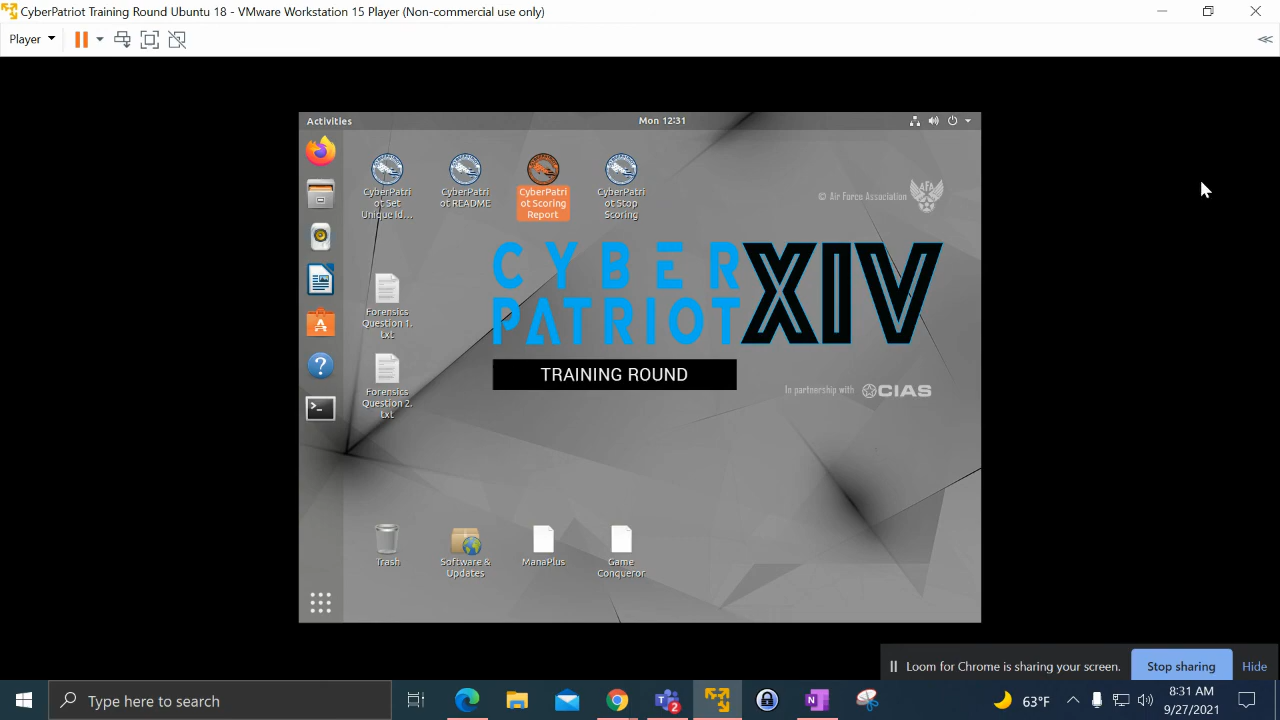 CyberPatriot Training Round Ubuntu 18 - VMware Workstation 15 Player (Non-commercial use only)
Player
Activities
Mon 12:31
CyberPatri
ot Set
Unique Id...
CyberPatri
ot README
CyberPatri
ot Scoring
Report
CyberPatri
ot Stop
Scoring
© Air Force Association
AFA
CYBER
PATRIOT
XIV
TRAINING ROUND
In partnership with
CIAS
Forensics
Question 1.
txt
Forensics
Question 2.
txt
Trash
Software &
Updates
ManaPlus
Game
Conqueror
Loom for Chrome is sharing your screen.
Stop sharing
Hide
Type here to search
2
63°F
8:31 AM
9/27/2021